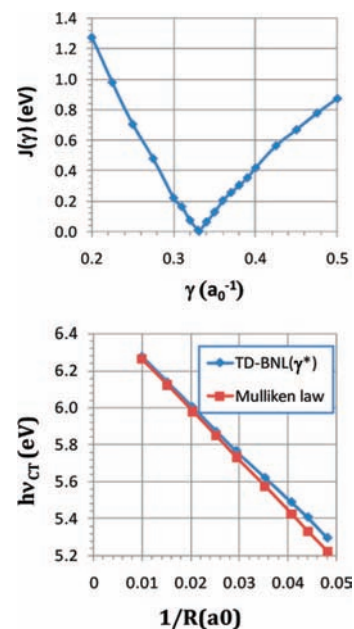 1.4
1.2
1.0
0.8
0.6
0.4
0.2
0.0
J(γ) (eV)
0.2 0.3 0.4 0.5
γ (a₀⁻¹)
6.4
6.2
6.0
5.8
5.6
5.4
5.2
hν_CT (eV)
TD-BNL(γ*)
Mulliken law
0 0.01 0.02 0.03 0.04 0.05
1/R(a0)